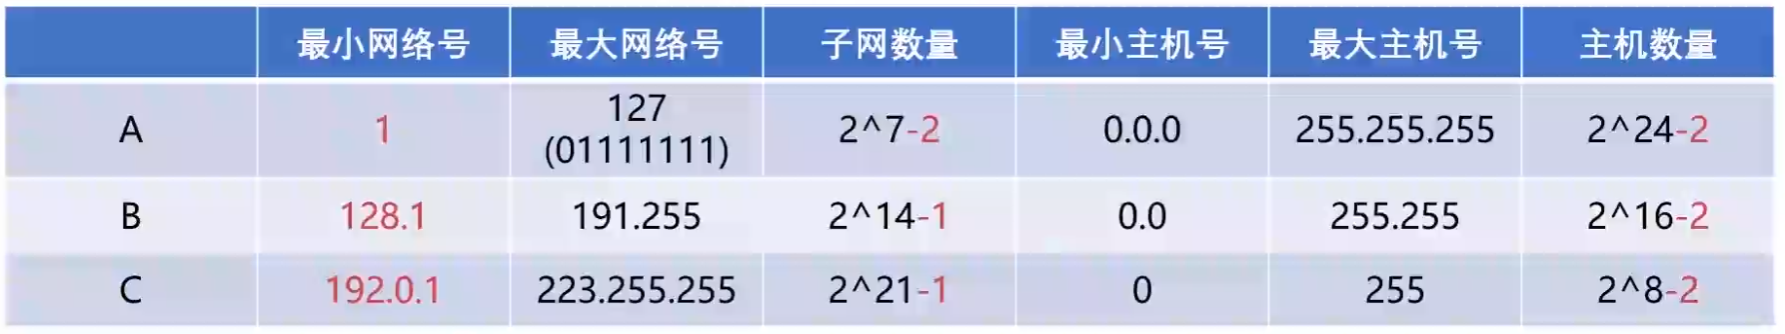 最小网络号 最大网络号 子网数量 最小主机号 最大主机号 主机数量
A 1 127 (01111111) 2^7-2 0.0.0 255.255.255 2^24-2
B 128.1 191.255 2^14-1 0.0 255.255 2^16-2
C 192.0.1 223.255.255 2^21-1 0 255 2^8-2